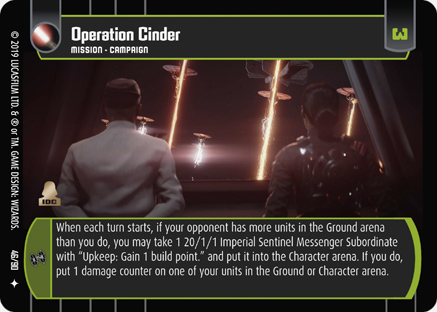 Operation Cinder
MISSION - CAMPAIGN
© 2019 LUCASFILM LTD. & ® or TM. GAME DESIGN: WIZARDS.
IDC
When each turn starts, if your opponent has more units in the Ground arena
than you do, you may take 1 20/1/1 Imperial Sentinel Messenger Subordinate
with "Upkeep: Gain 1 build point." and put it into the Character arena. If you do,
put 1 damage counter on one of your units in the Ground or Character arena.
46/90